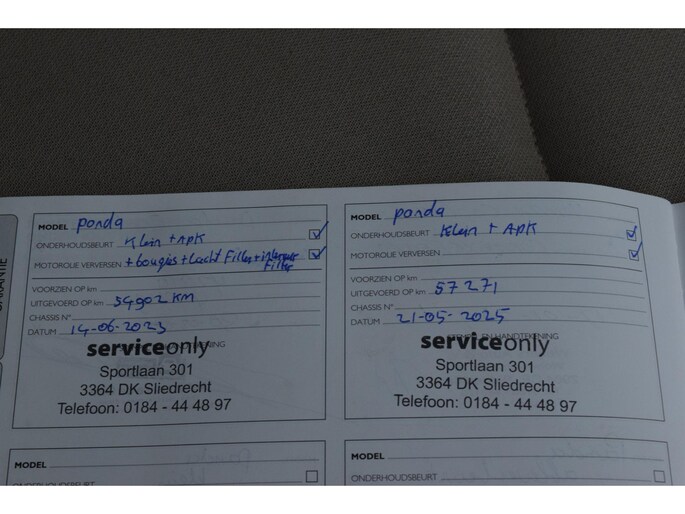 MODEL panda
ONDERHOUDSBEURT Klein + APK
MOTOROLIE VERVERSEN + bougies + Lucht Filter + interieur
Filter
VOORZIEN OP km
UITGEVOERD OP km 34902 KM
CHASSIS N°
DATUM 14-06-2023
serviceonly
Sportlaan 301
3364 DK Sliedrecht
Telefoon: 0184 - 44 48 97
MODEL panda
ONDERHOUDSBEURT Klein + APK
MOTOROLIE VERVERSEN
VOORZIEN OP km
UITGEVOERD OP km 57271
CHASSIS N°
DATUM 21-05-2025
EN HANDTEKENING
serviceonly
Sportlaan 301
3364 DK Sliedrecht
Telefoon: 0184 - 44 48 97
MODEL
ONDERHOUDSBEURT
MODEL
ONDERHOUDSBEURT